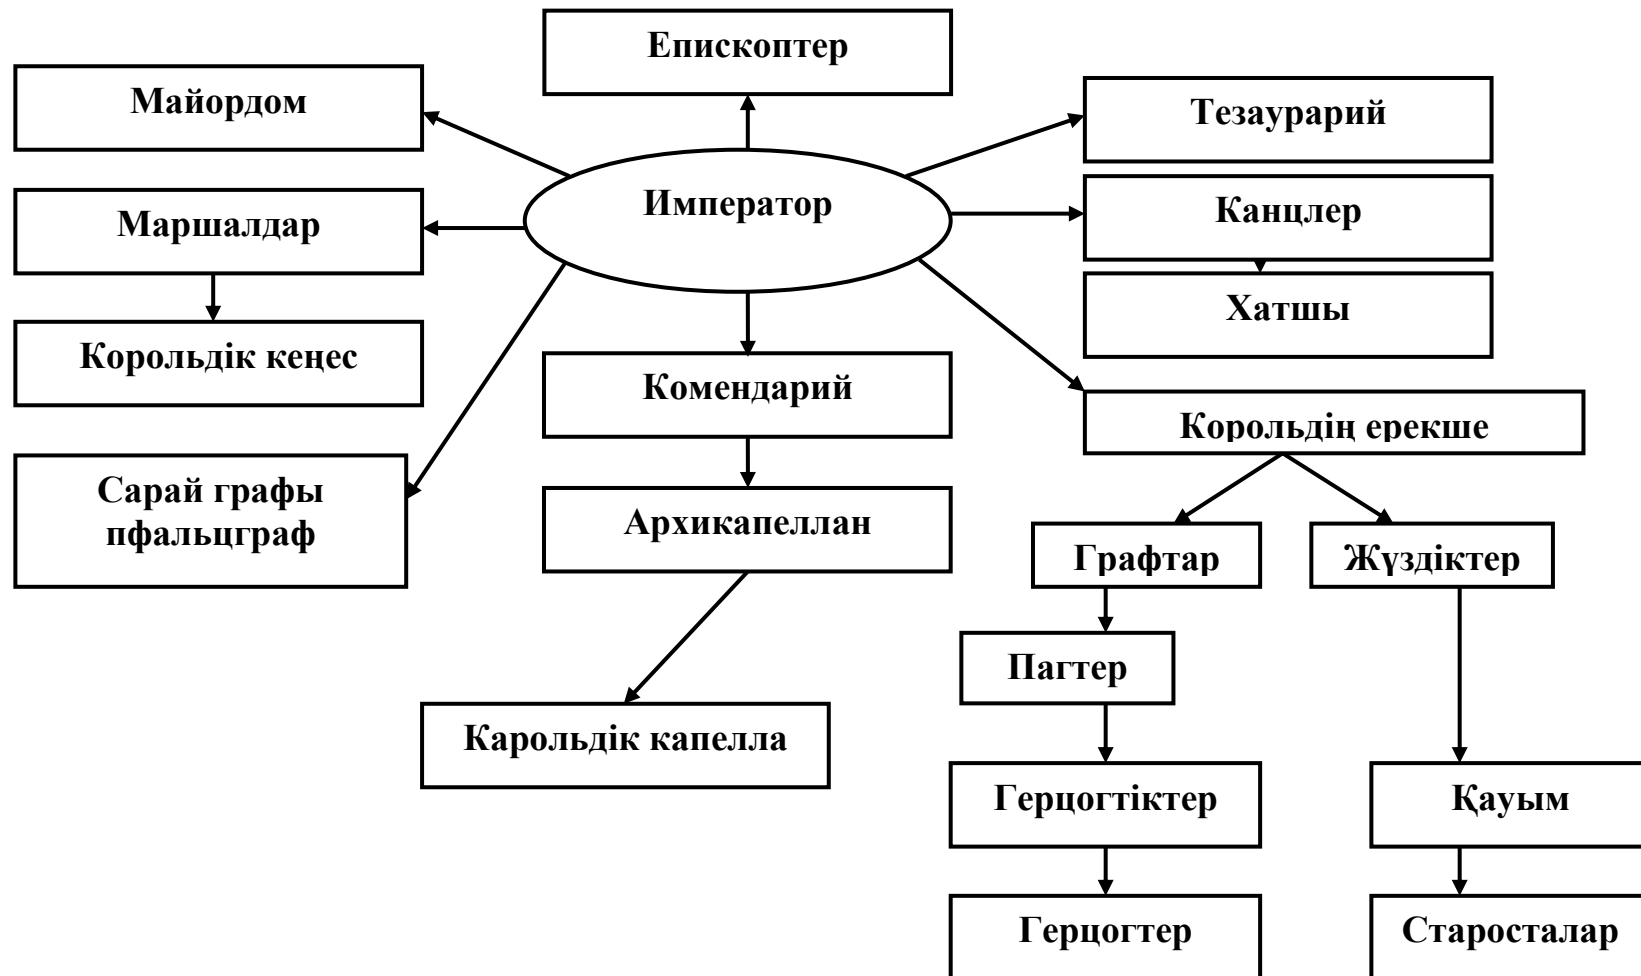 Епископтер
Майордом
Тезаурарий
Император
Маршалдар
Канцлер
Хатшы
Корольдік кеңес
Комендарий
Корольдің ерекше
Сарай графы
пфальцграф
Архикапеллан
Графтар
Жүздіктер
Пагтер
Карольдік капелла
Герцогтіктер
Қауым
Герцогтер
Старосталар